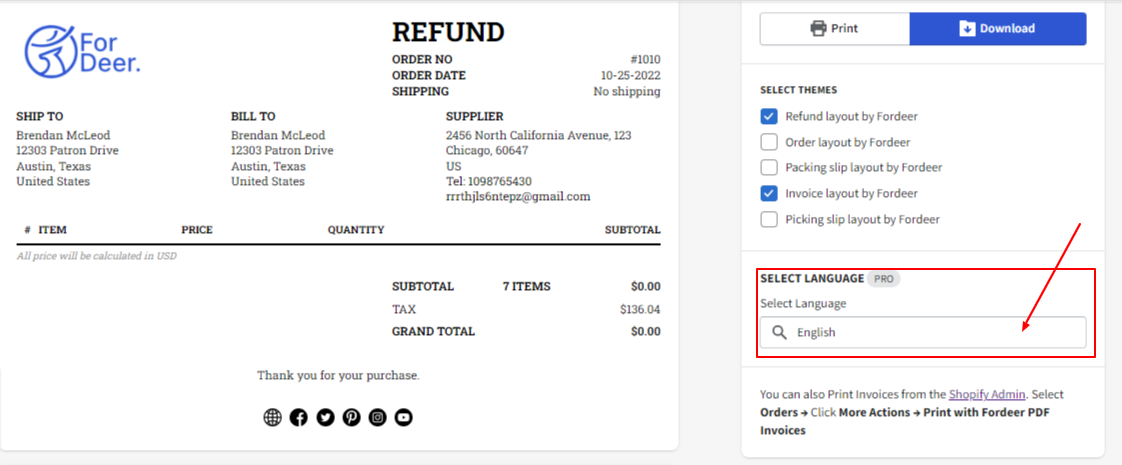 For
Deer.
REFUND
ORDER NO #1010
ORDER DATE 10-25-2022
SHIPPING No shipping
SHIP TO
Brendan McLeod
12303 Patron Drive
Austin, Texas
United States
BILL TO
Brendan McLeod
12303 Patron Drive
Austin, Texas
United States
SUPPLIER
2456 North California Avenue, 123
Chicago, 60647
US
Tel: 1098765430
rrrthjls6ntepz@gmail.com
# ITEM PRICE QUANTITY SUBTOTAL
All price will be calculated in USD
SUBTOTAL 7 ITEMS $0.00
TAX $136.04
GRAND TOTAL $0.00
Thank you for your purchase.
Print Download
SELECT THEMES
Refund layout by Fordeer
Order layout by Fordeer
Packing slip layout by Fordeer
Invoice layout by Fordeer
Picking slip layout by Fordeer
SELECT LANGUAGE PRO
Select Language
English
You can also Print Invoices from the Shopify Admin. Select
Orders → Click More Actions → Print with Fordeer PDF
Invoices